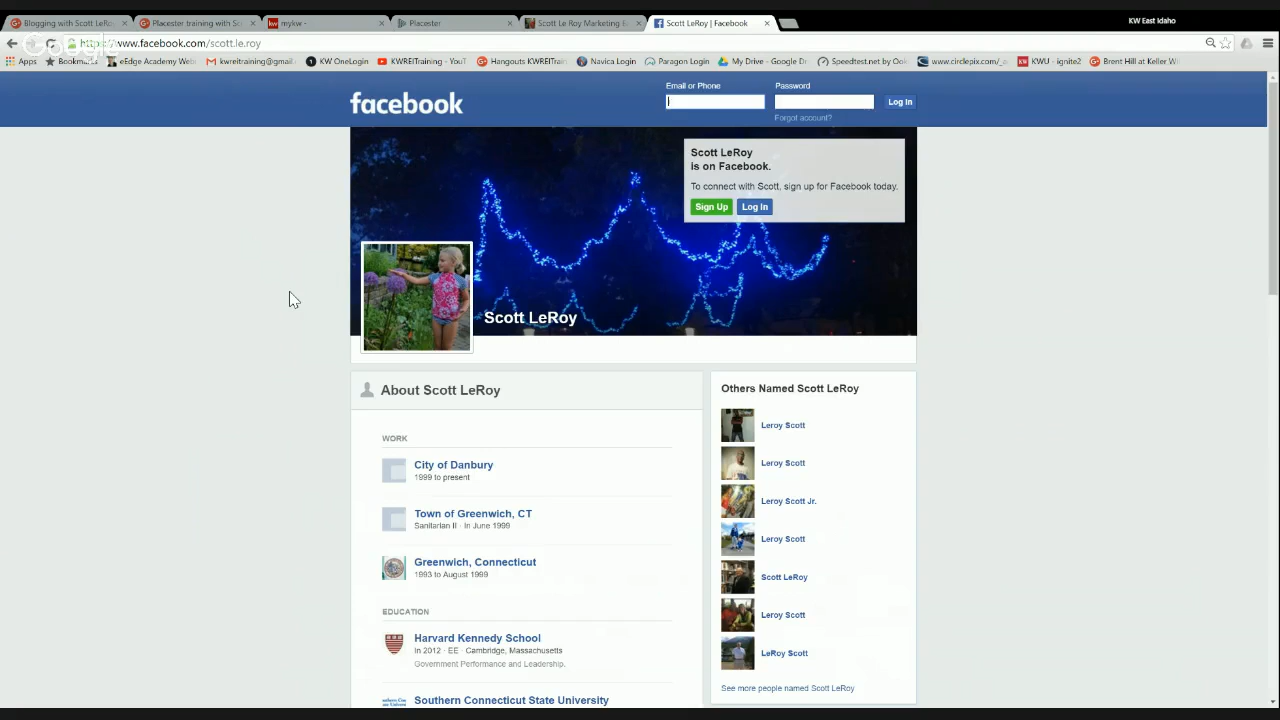 Blogging with Scott LeRo
Placester training with Sc
mykw -
Placester
Scott Le Roy Marketing &
Scott LeRoy | Facebook
KW East Idaho
https://www.facebook.com/scott.le.roy
Google
Apps
Bookmarks
eEdge Academy Web
kwreitraining@gmail
KW OneLogin
KWREITraining - YouT
Hangouts KWREITrain
Navica Login
Paragon Login
My Drive - Google Dr
Speedtest.net by Ook
www.circlepix.com/_a
KWU - ignite2
Brent Hill at Keller Wi
facebook
Email or Phone
Password
Log In
Forgot account?
Scott LeRoy
is on Facebook.
To connect with Scott, sign up for Facebook today.
Sign Up
Log In
Scott LeRoy
About Scott LeRoy
WORK
City of Danbury
1999 to present
Town of Greenwich, CT
Sanitarian II · In June 1999
Greenwich, Connecticut
1993 to August 1999
EDUCATION
Harvard Kennedy School
In 2012 · EE · Cambridge, Massachusetts
Government Performance and Leadership.
Southern Connecticut State University
Others Named Scott LeRoy
Leroy Scott
Leroy Scott
Leroy Scott Jr.
Leroy Scott
Scott LeRoy
Leroy Scott
LeRoy Scott
See more people named Scott LeRoy